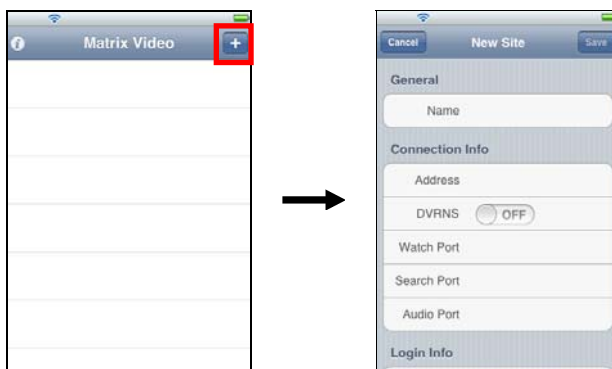 Matrix Video
+
Cancel New Site Save
General
Name
Connection Info
Address
DVRNS OFF
Watch Port
Search Port
Audio Port
Login Info